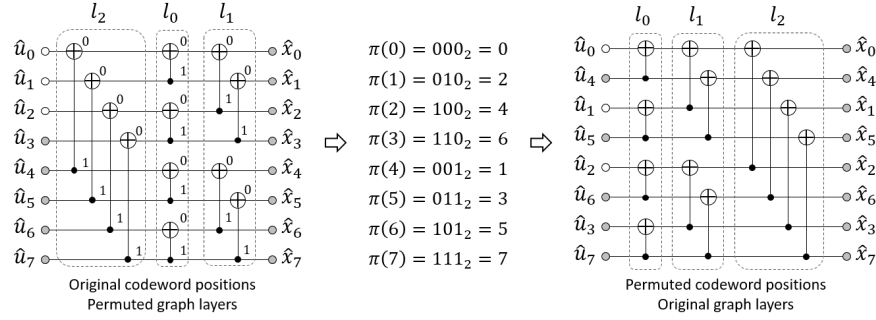 l₂ l₀ l₁
û₀ 0 0 0 x̂₀
û₁ 0 1 0 x̂₁
û₂ 0 0 1 x̂₂
û₃ 0 1 1 x̂₃
û₄ 1 0 0 x̂₄
û₅ 1 1 0 x̂₅
û₆ 1 0 1 x̂₆
û₇ 1 1 1 x̂₇
Original codeword positions
Permuted graph layers
π(0) = 000₂ = 0
π(1) = 010₂ = 2
π(2) = 100₂ = 4
π(3) = 110₂ = 6
π(4) = 001₂ = 1
π(5) = 011₂ = 3
π(6) = 101₂ = 5
π(7) = 111₂ = 7
l₀ l₁ l₂
û₀ x̂₀
û₄ x̂₄
û₁ x̂₁
û₅ x̂₅
û₂ x̂₂
û₆ x̂₆
û₃ x̂₃
û₇ x̂₇
Permuted codeword positions
Original graph layers